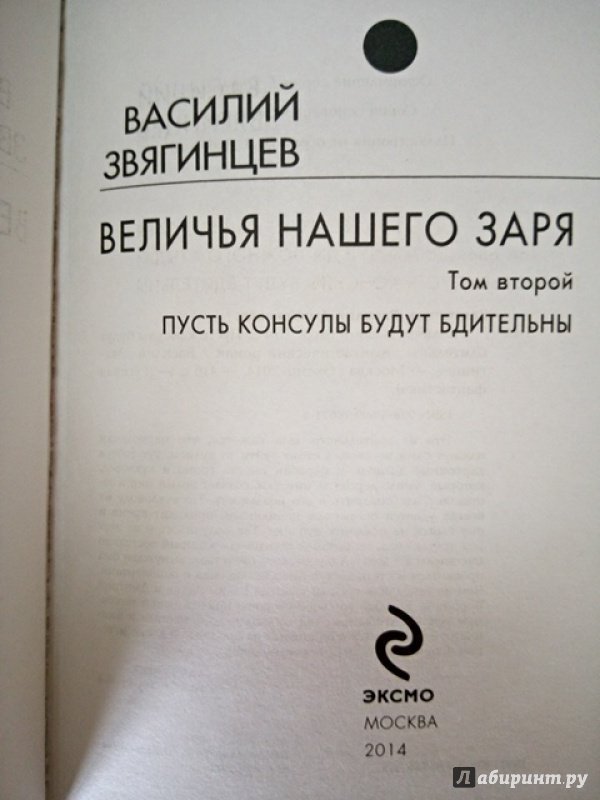 ВАСИЛИЙ
ЗВЯГИНЦЕВ
ВЕЛИЧЬЯ НАШЕГО ЗАРЯ
Том второй
ПУСТЬ КОНСУЛЫ БУДУТ БДИТЕЛЬНЫ
ЭКСМО
МОСКВА
2014
Лабиринт.ру